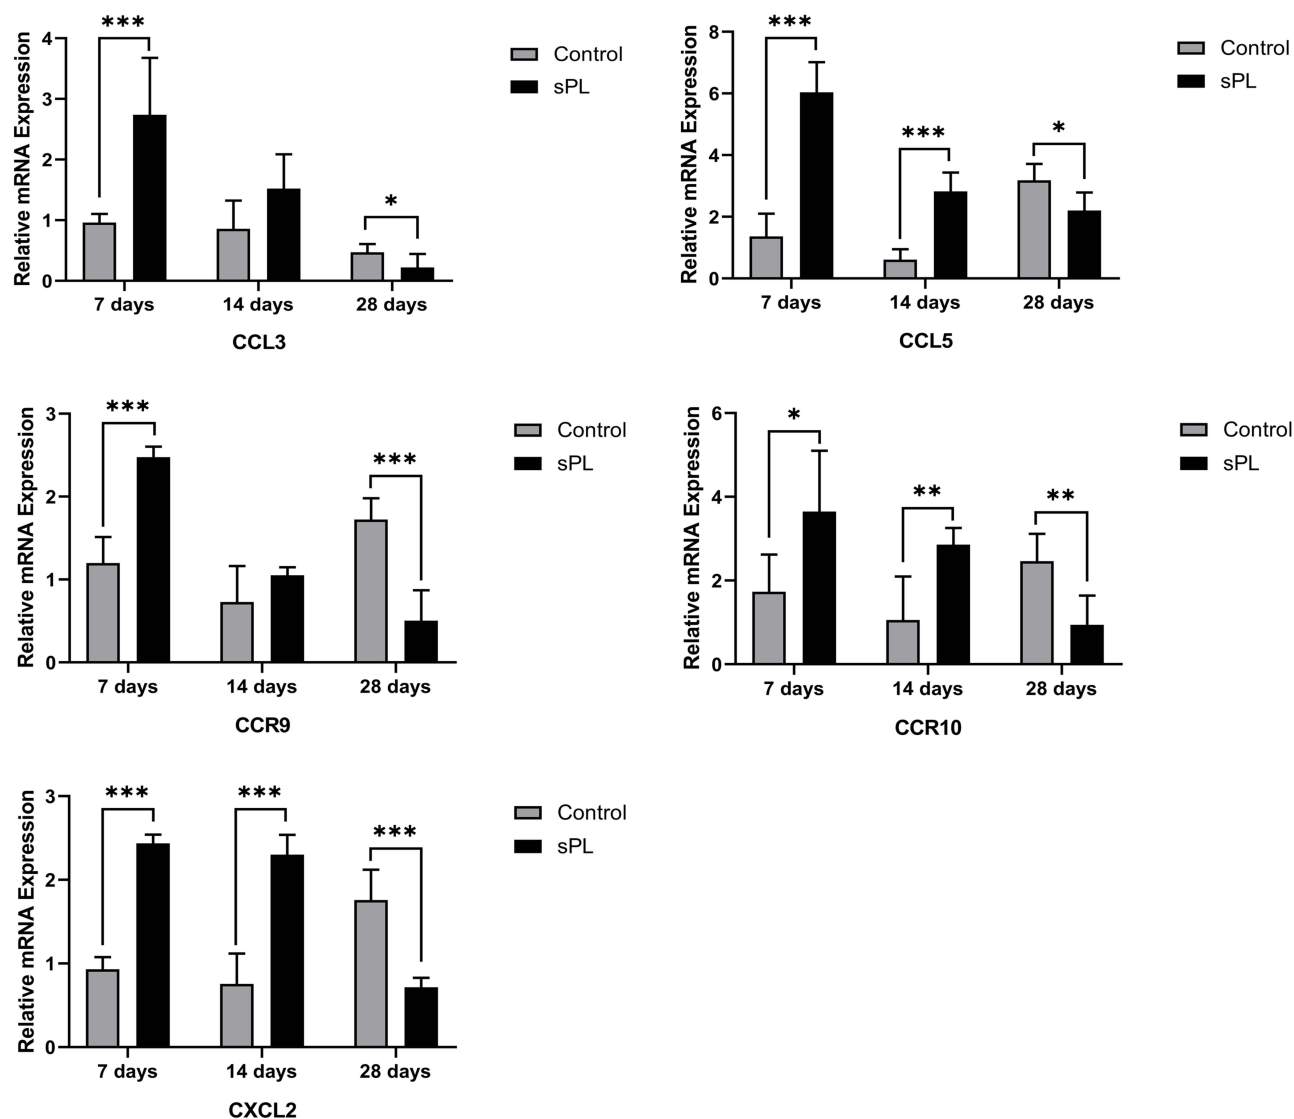 ***
Relative mRNA Expression
4
3
2
1
0
*
7 days
14 days
28 days
CCL3
Control
sPL
***
Relative mRNA Expression
8
6
4
2
0
***
*
7 days
14 days
28 days
CCL5
Control
sPL
***
Relative mRNA Expression
3
2
1
0
***
7 days
14 days
28 days
CCR9
Control
sPL
*
Relative mRNA Expression
6
4
2
0
**
**
7 days
14 days
28 days
CCR10
Control
sPL
***
***
***
Relative mRNA Expression
3
2
1
0
7 days
14 days
28 days
CXCL2
Control
sPL